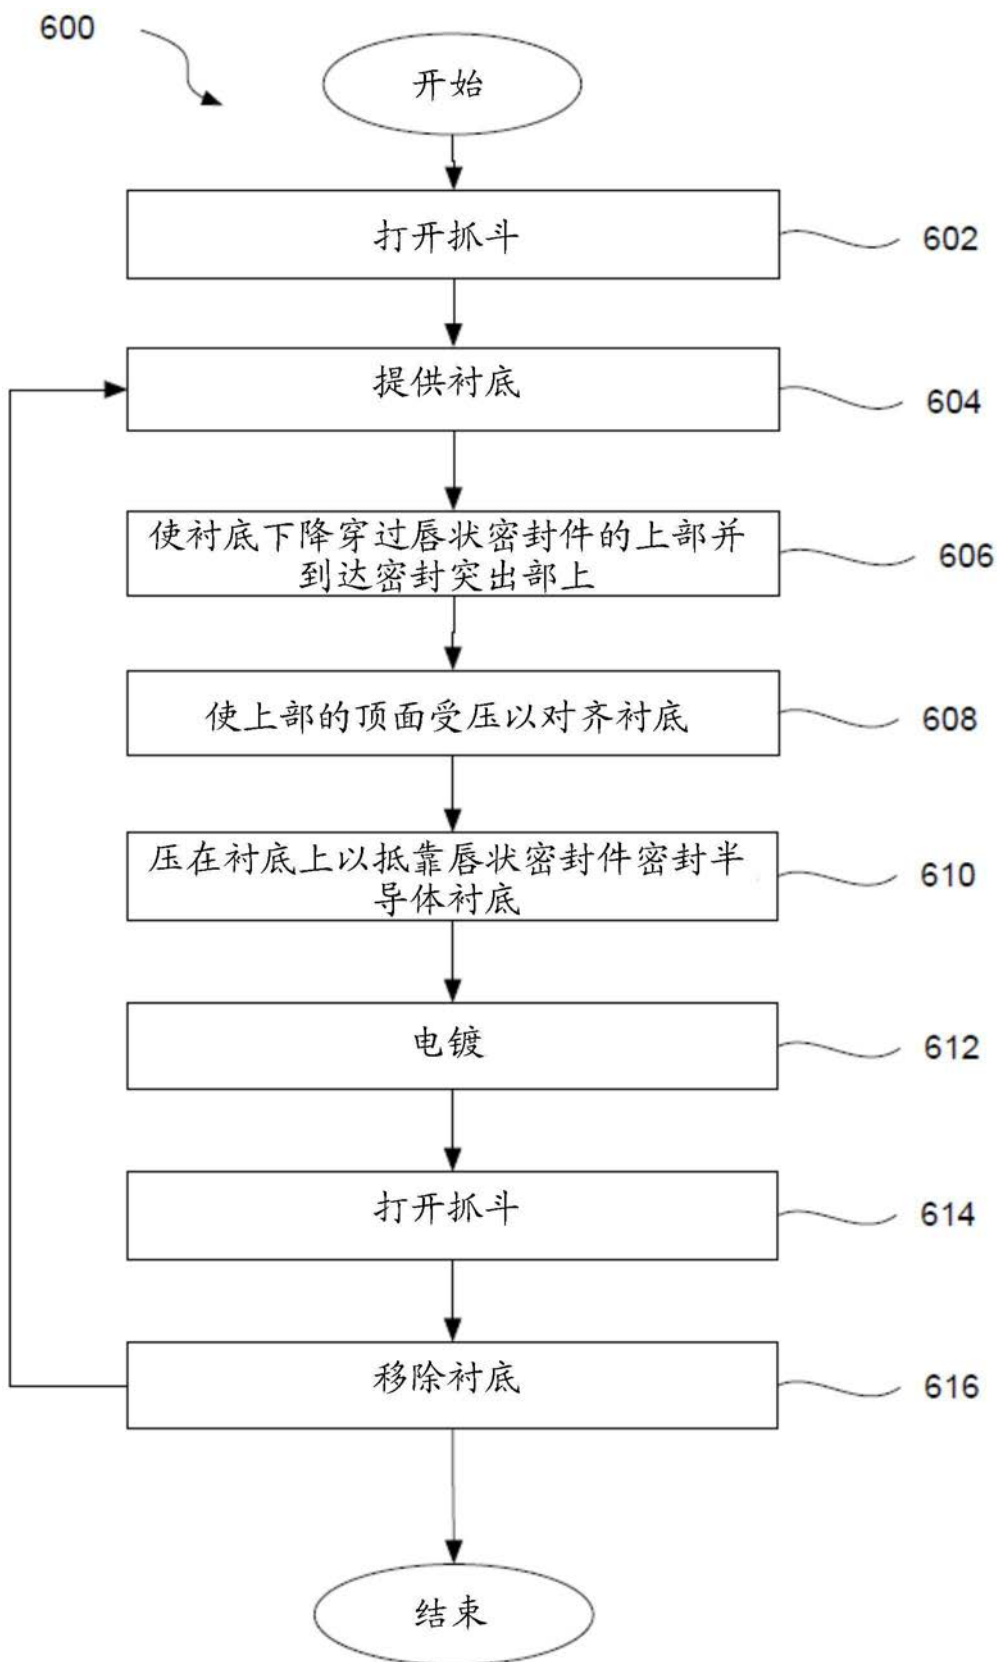 600
开始
打开抓斗
602
提供衬底
604
使衬底下降穿过唇状密封件的上部并
到达密封突出部上
606
使上部的顶面受压以对齐衬底
608
压在衬底上以抵靠唇状密封件密封半
导体衬底
610
电镀
612
打开抓斗
614
移除衬底
616
结束